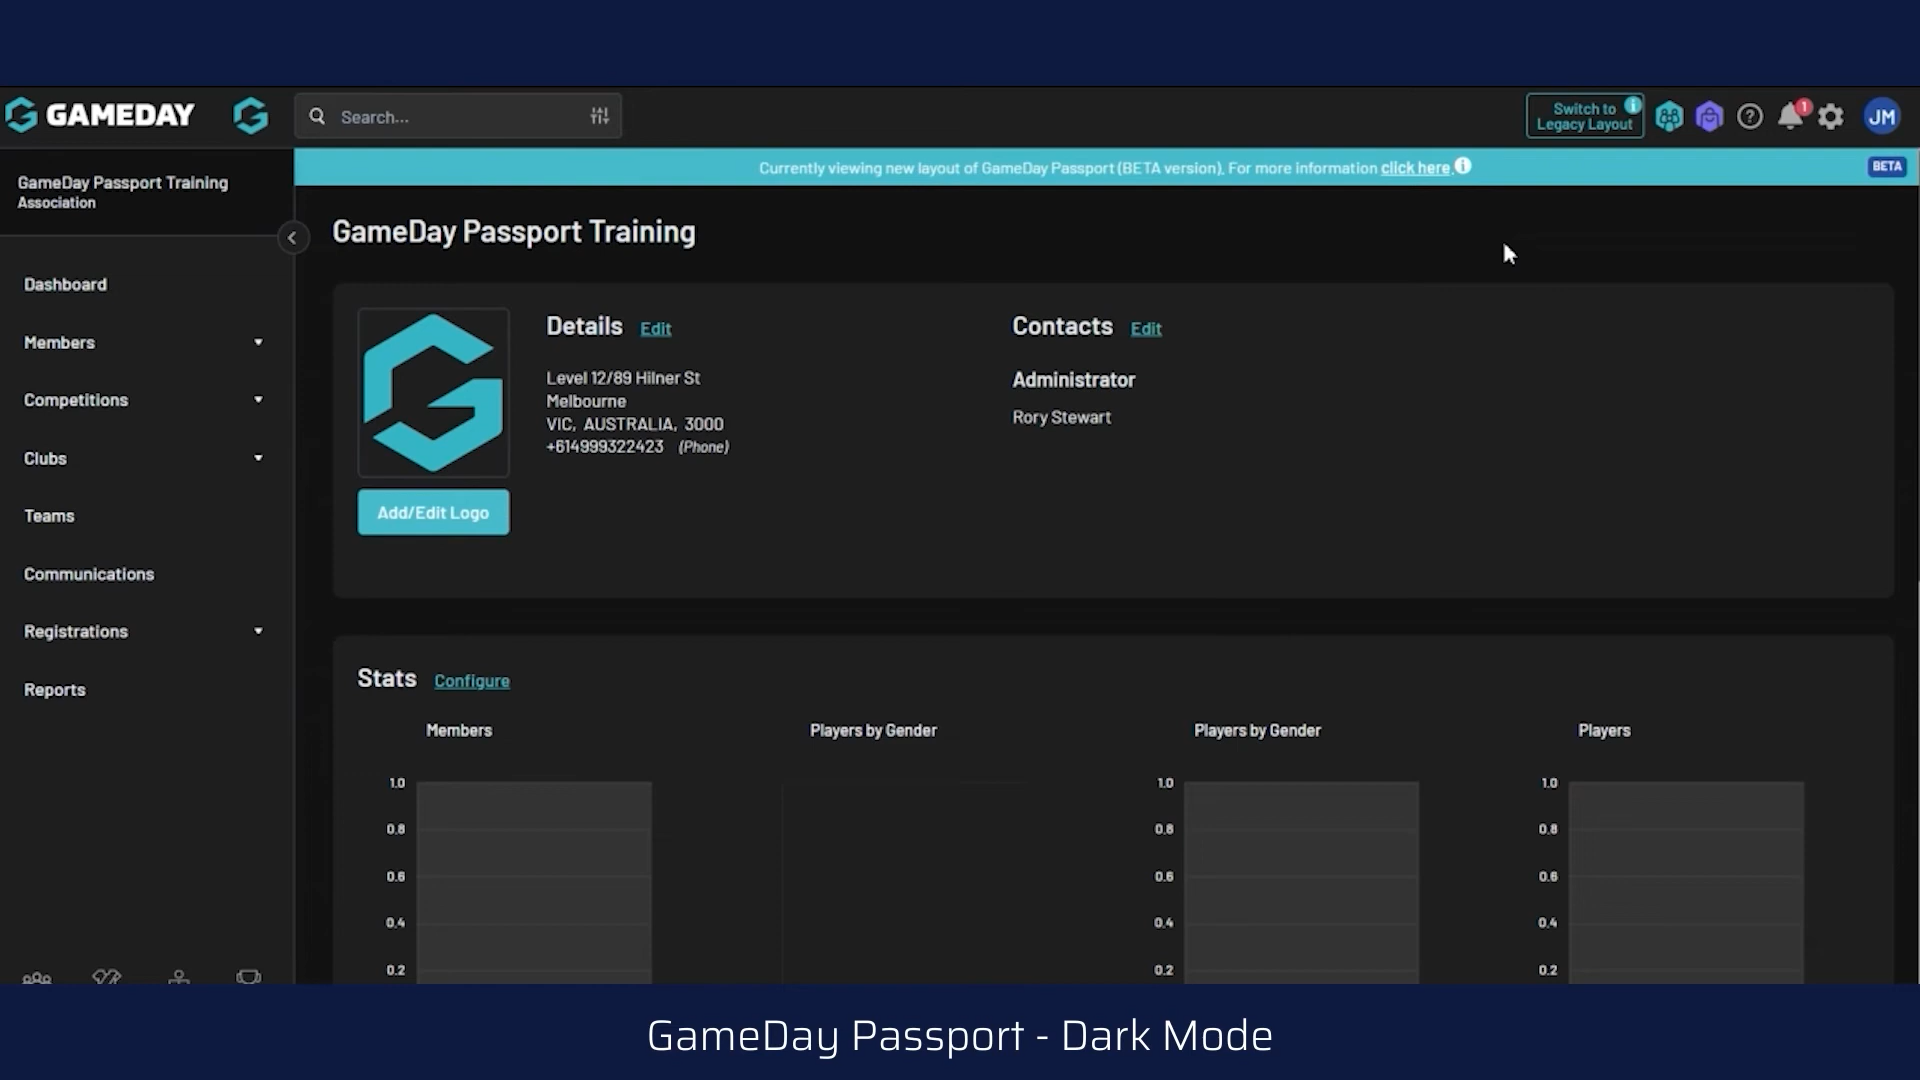 GAMEDAY
Search...
Switch to
Legacy Layout
1
JM
GameDay Passport Training
Association
Currently viewing new layout of GameDay Passport (BETA version). For more information click here.
BETA
GameDay Passport Training
Dashboard
Members
Competitions
Clubs
Teams
Communications
Registrations
Reports
Add/Edit Logo
Details Edit
Level 12/89 Hilner St
Melbourne
VIC, AUSTRALIA, 3000
+614999322423 (Phone)
Contacts Edit
Administrator
Rory Stewart
Stats Configure
Members
1.0
0.8
0.6
0.4
0.2
Players by Gender
Players by Gender
1.0
0.8
0.6
0.4
0.2
Players
1.0
0.8
0.6
0.4
0.2
GameDay Passport - Dark Mode